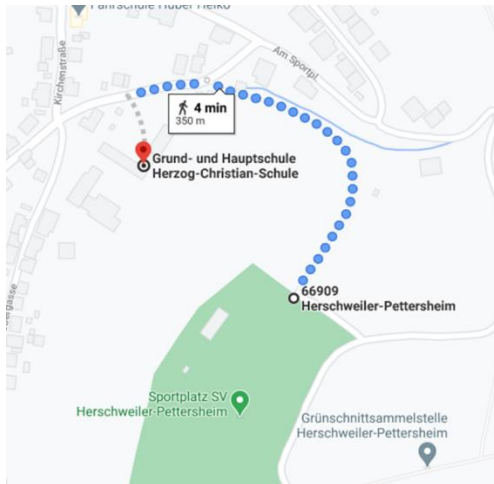 Fahrschule Huber Heiko
Kirchenstraße
Am Sportpl.
4 min
350 m
Grund- und Hauptschule
Herzog-Christian-Schule
66909
Herschweiler-Pettersheim
Sportplatz SV
Herschweiler-Pettersheim
Grünschnittsammelstelle
Herschweiler-Pettersheim